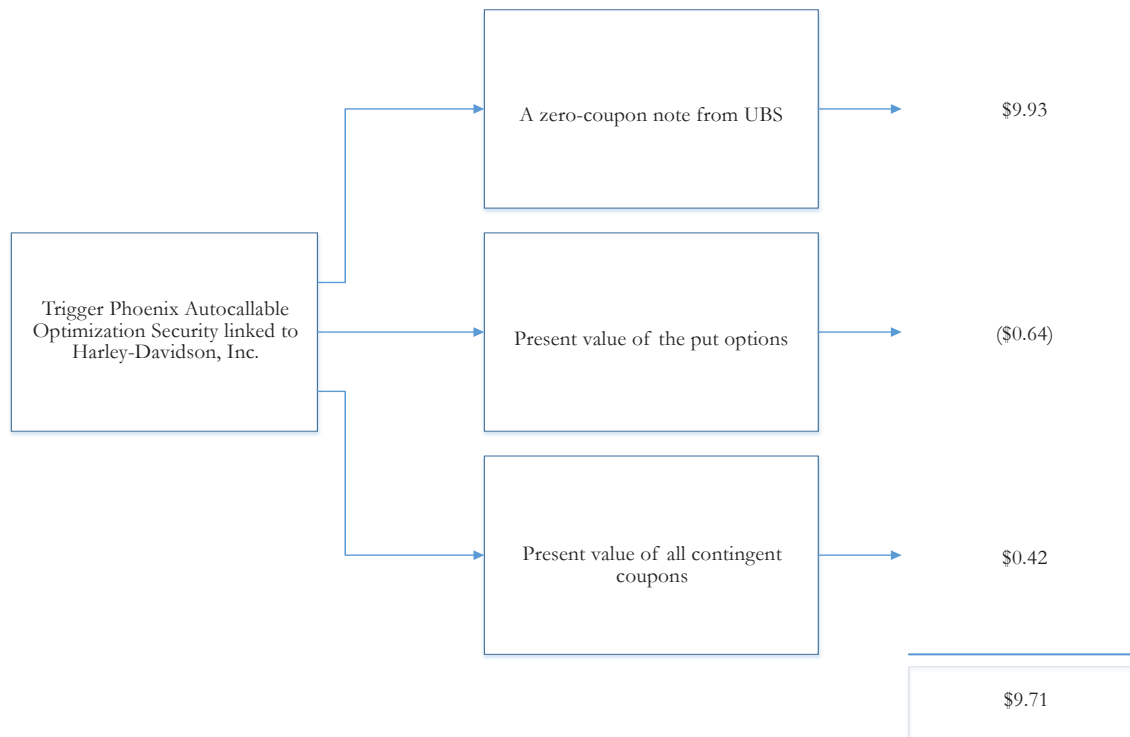 A zero-coupon note from UBS
$9.93
Trigger Phoenix Autocallable
Optimization Security linked to
Harley-Davidson, Inc.
Present value of the put options
($0.64)
Present value of all contingent
coupons
$0.42
$9.71